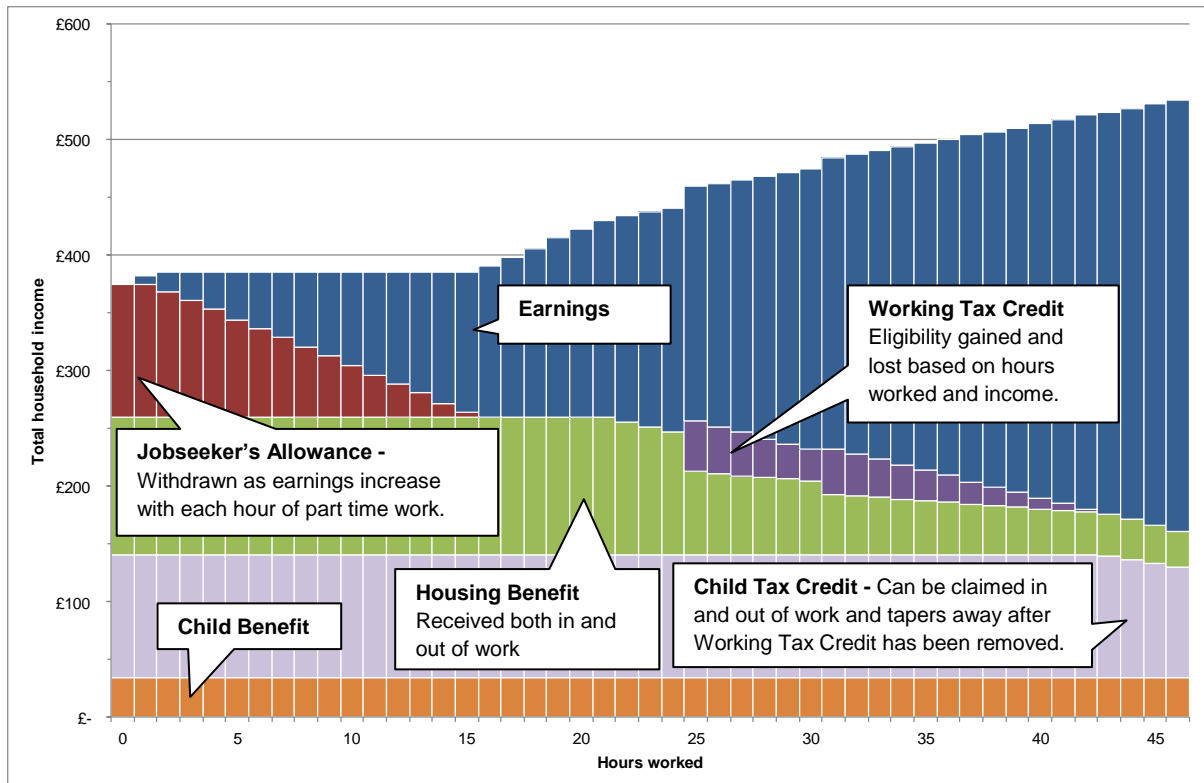 £600
£500
£400
£300
£200
£100
£-
Total household income
Earnings
Working Tax Credit
Eligibility gained and
lost based on hours
worked and income.
Jobseeker's Allowance -
Withdrawn as earnings increase
with each hour of part time work.
Housing Benefit
Received both in and
out of work
Child Tax Credit - Can be claimed in
and out of work and tapers away after
Working Tax Credit has been removed.
Child Benefit
0 5 10 15 20 25 30 35 40 45
Hours worked